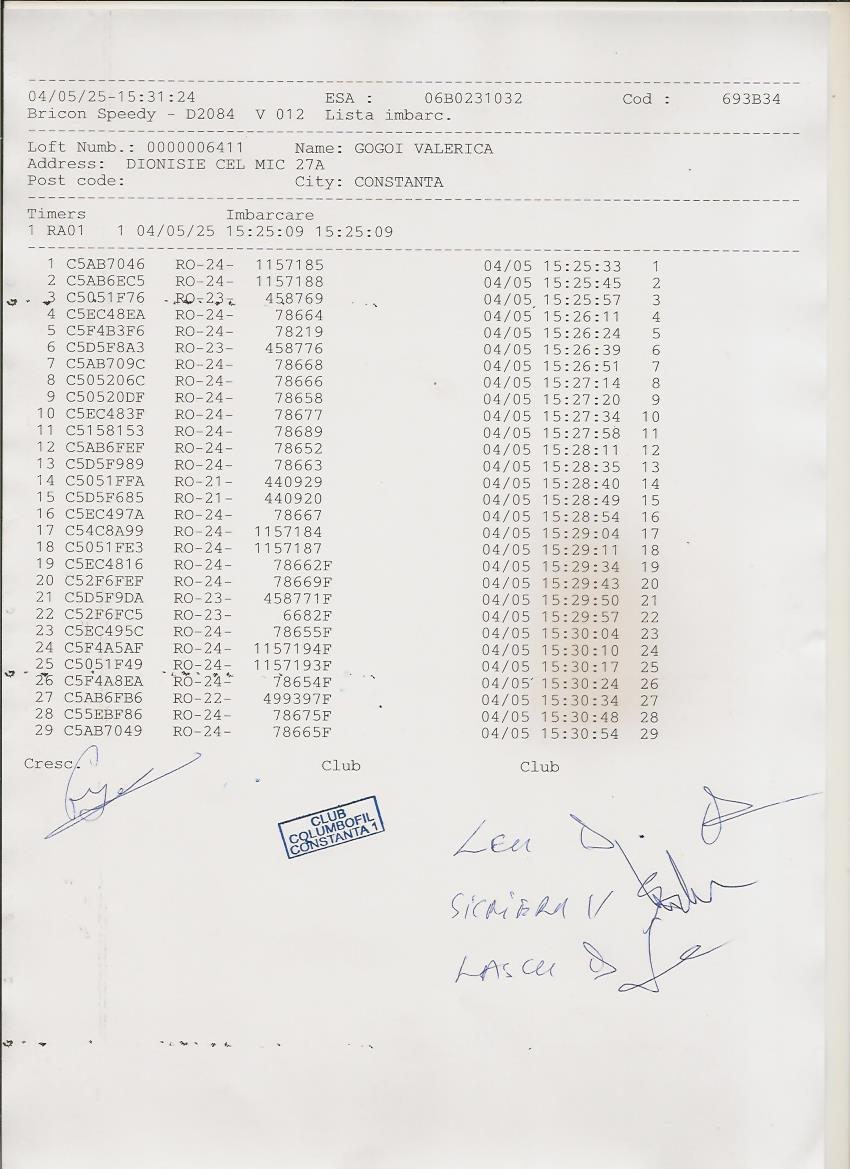 04/05/25-15:31:24 ESA : 06B0231032 Cod : 693B34
Bricon Speedy - D2084 V 012 Lista imbarc.
Loft Numb.: 0000006411 Name: GOGOI VALERICA
Address: DIONISIE CEL MIC 27A
Post code: City: CONSTANTA
Timers Imbarcare
1 RA01 1 04/05/25 15:25:09 15:25:09
1 C5AB7046 RO-24- 1157185 04/05 15:25:33 1
2 C5AB6EC5 RO-24- 1157188 04/05 15:25:45 2
3 C5051F76 RO-23- 458769 04/05 15:25:57 3
4 C5EC48EA RO-24- 78664 04/05 15:26:11 4
5 C5F4B3F6 RO-24- 78219 04/05 15:26:24 5
6 C5D5F8A3 RO-23- 458776 04/05 15:26:39 6
7 C5AB709C RO-24- 78668 04/05 15:26:51 7
8 C505206C RO-24- 78666 04/05 15:27:14 8
9 C50520DF RO-24- 78658 04/05 15:27:20 9
10 C5EC483F RO-24- 78677 04/05 15:27:34 10
11 C5158153 RO-24- 78689 04/05 15:27:58 11
12 C5AB6FEF RO-24- 78652 04/05 15:28:11 12
13 C5D5F989 RO-24- 78663 04/05 15:28:35 13
14 C5051FFA RO-21- 440929 04/05 15:28:40 14
15 C5D5F685 RO-21- 440920 04/05 15:28:49 15
16 C5EC497A RO-24- 78667 04/05 15:28:54 16
17 C54C8A99 RO-24- 1157184 04/05 15:29:04 17
18 C5051FE3 RO-24- 1157187 04/05 15:29:11 18
19 C5EC4816 RO-24- 78662F 04/05 15:29:34 19
20 C52F6FEF RO-24- 78669F 04/05 15:29:43 20
21 C5D5F9DA RO-23- 458771F 04/05 15:29:50 21
22 C52F6FC5 RO-23- 6682F 04/05 15:29:57 22
23 C5EC495C RO-24- 78655F 04/05 15:30:04 23
24 C5F4A5AF RO-24- 1157194F 04/05 15:30:10 24
25 C5051F49 RO-24- 1157193F 04/05 15:30:17 25
26 C5F4A8EA RO-24- 78654F 04/05 15:30:24 26
27 C5AB6FB6 RO-22- 499397F 04/05 15:30:34 27
28 C55EBF86 RO-24- 78675F 04/05 15:30:48 28
29 C5AB7049 RO-24- 78665F 04/05 15:30:54 29
Cresc. Club Club
CLUB
COLUMBOFIL
CONSTANTA 1